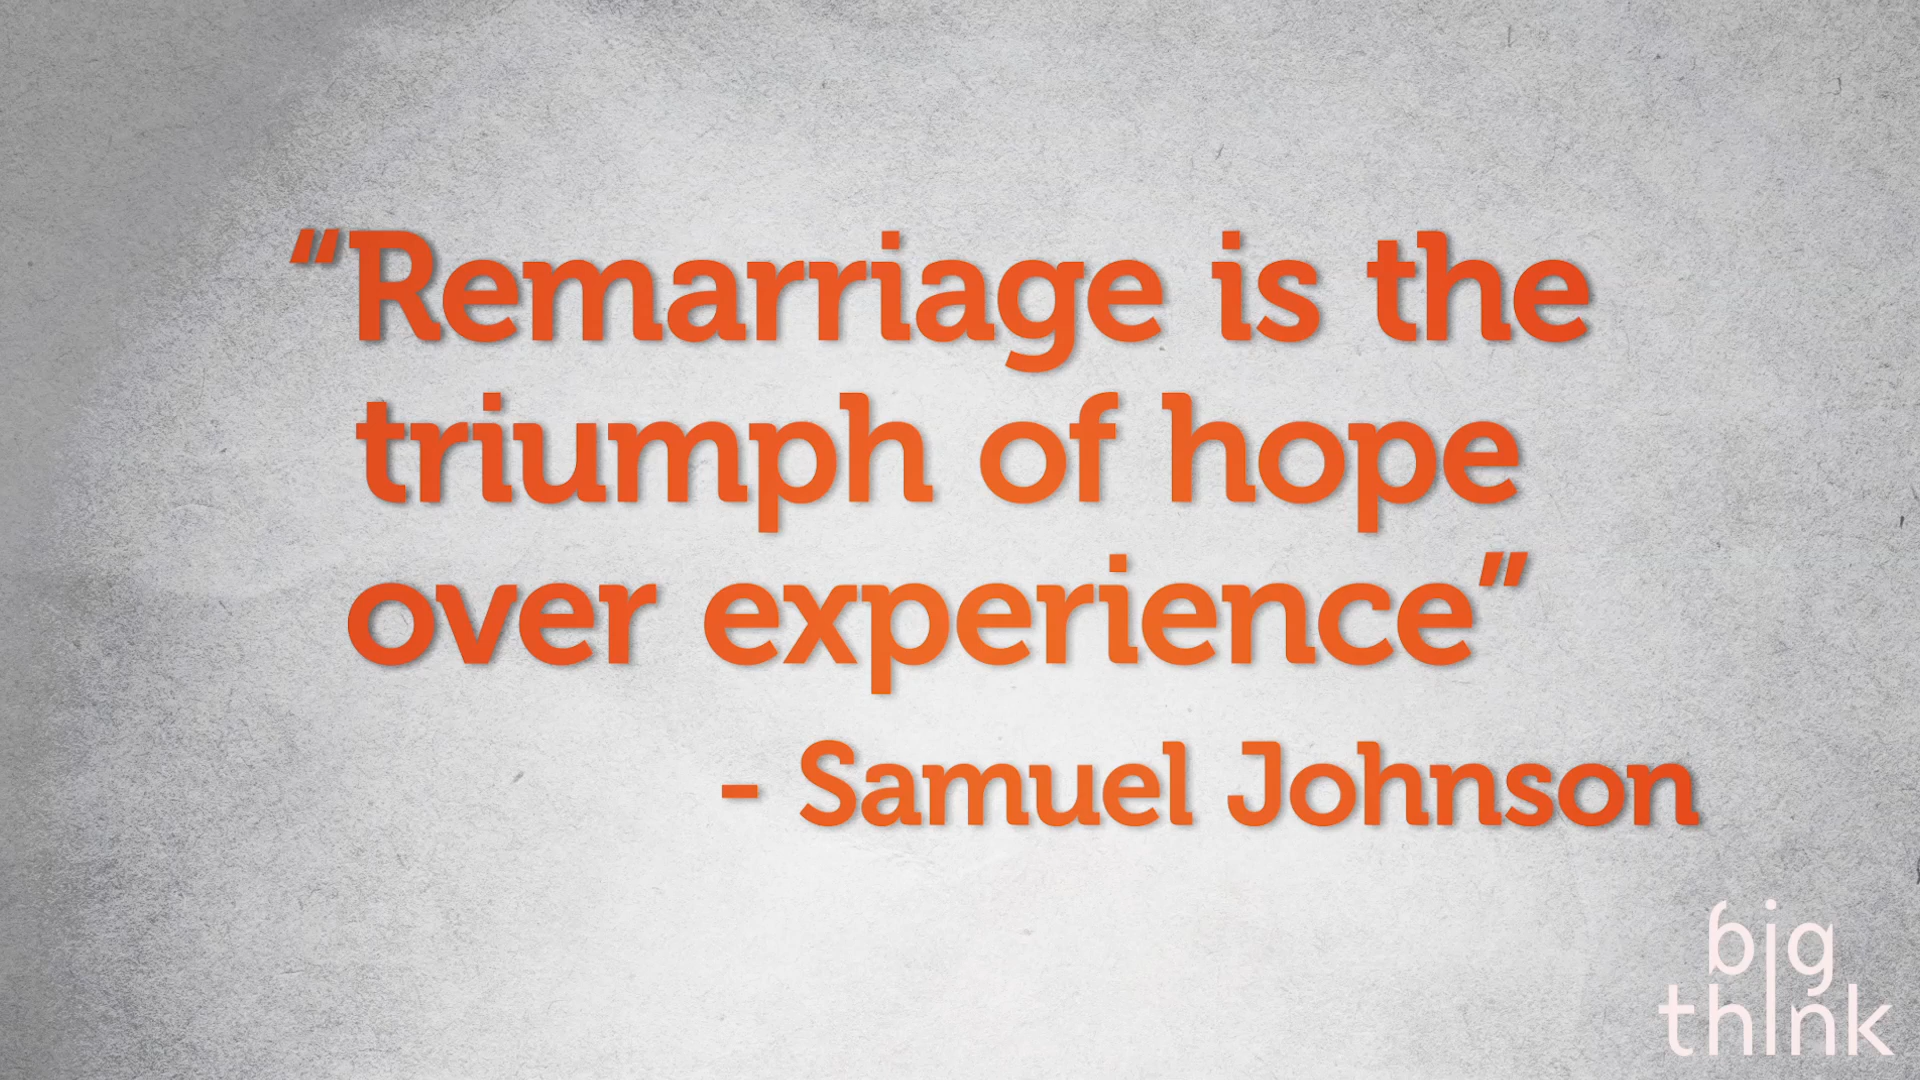 “Remarriage is the
triumph of hope
over experience”
- Samuel Johnson
big
think